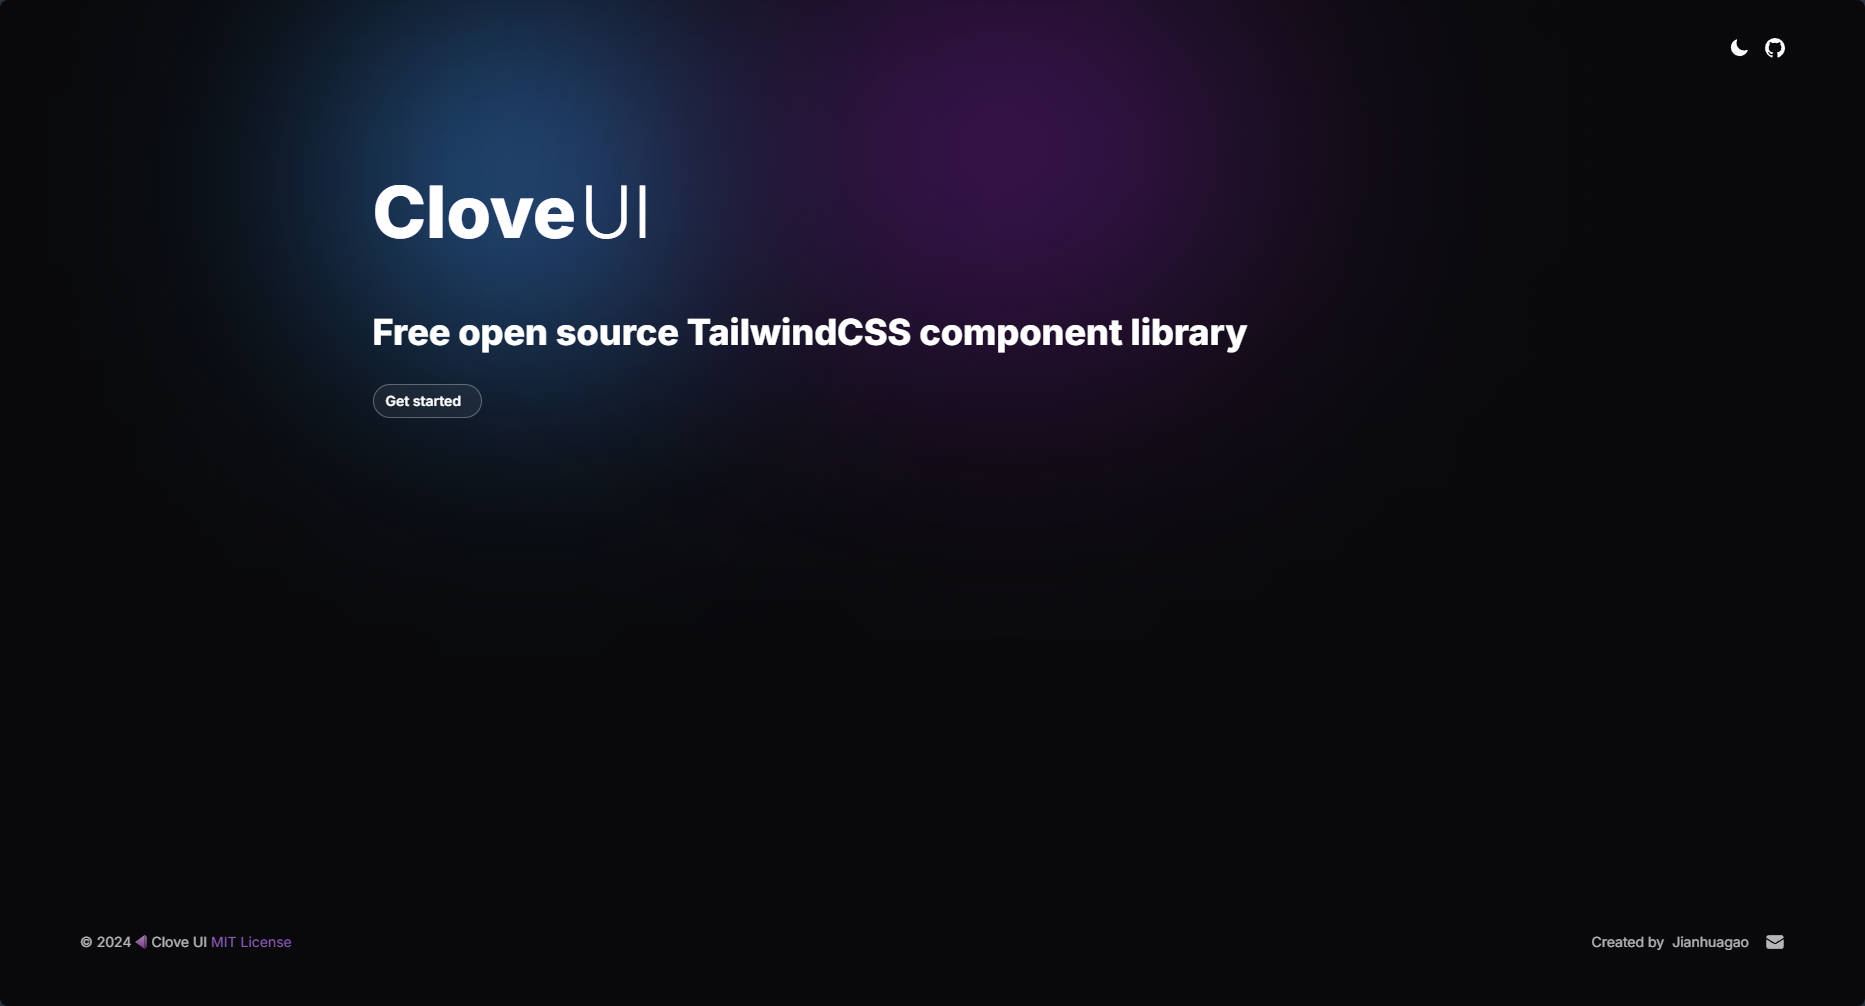 Clove UI
Free open source TailwindCSS component library
Get started
© 2024 Clove UI MIT License
Created by Jianhuagao